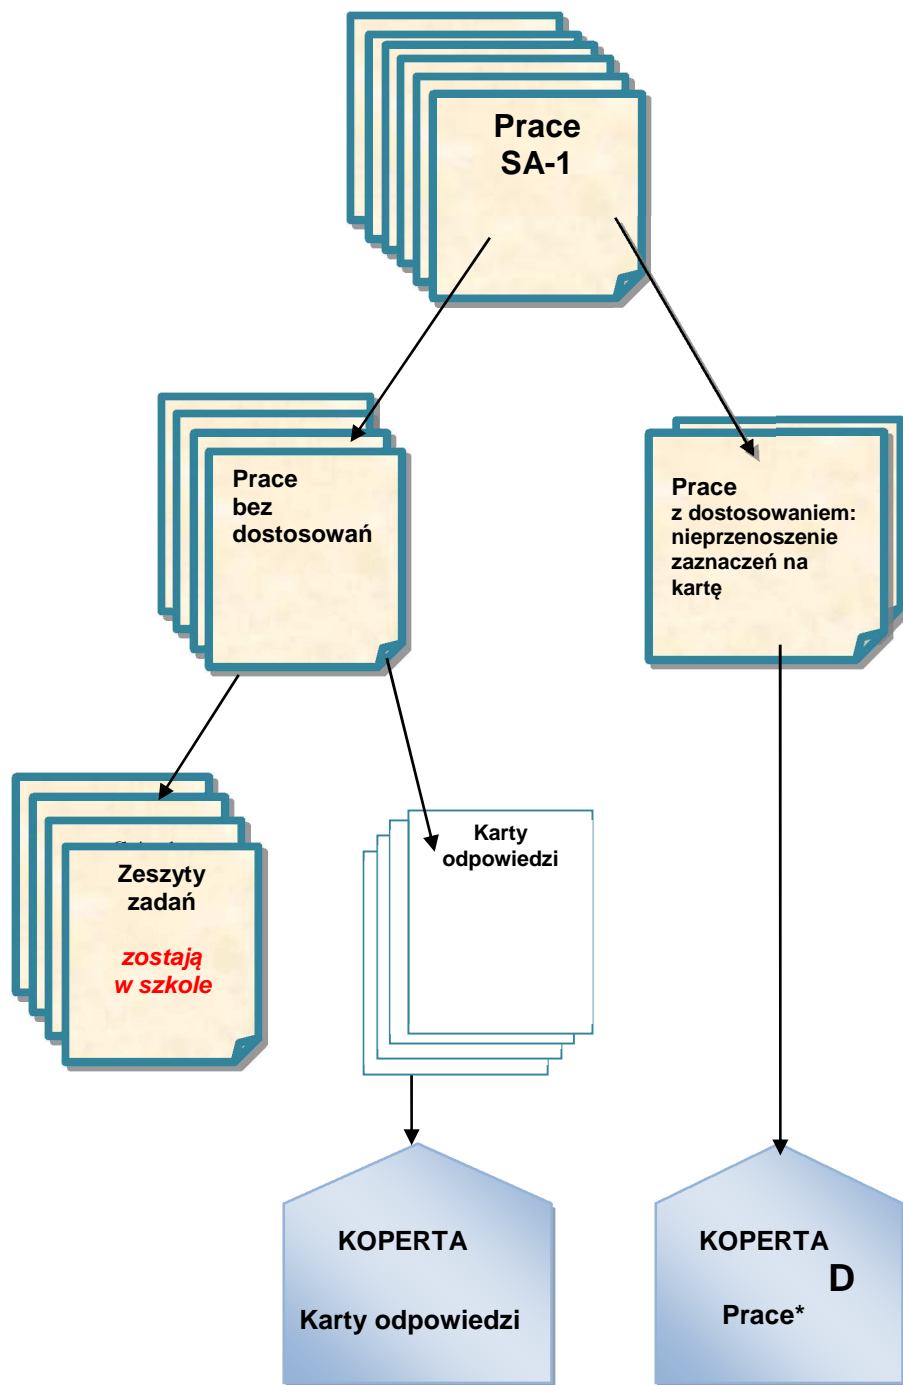 Prace
SA-1
Prace
bez
dostosowań
Prace
z dostosowaniem:
nieprzenoszenie
zaznaczeń na
kartę
Zeszyty
zadań
zostają
w szkole
Karty
odpowiedzi
KOPERTA
Karty odpowiedzi
KOPERTA
D
Prace*